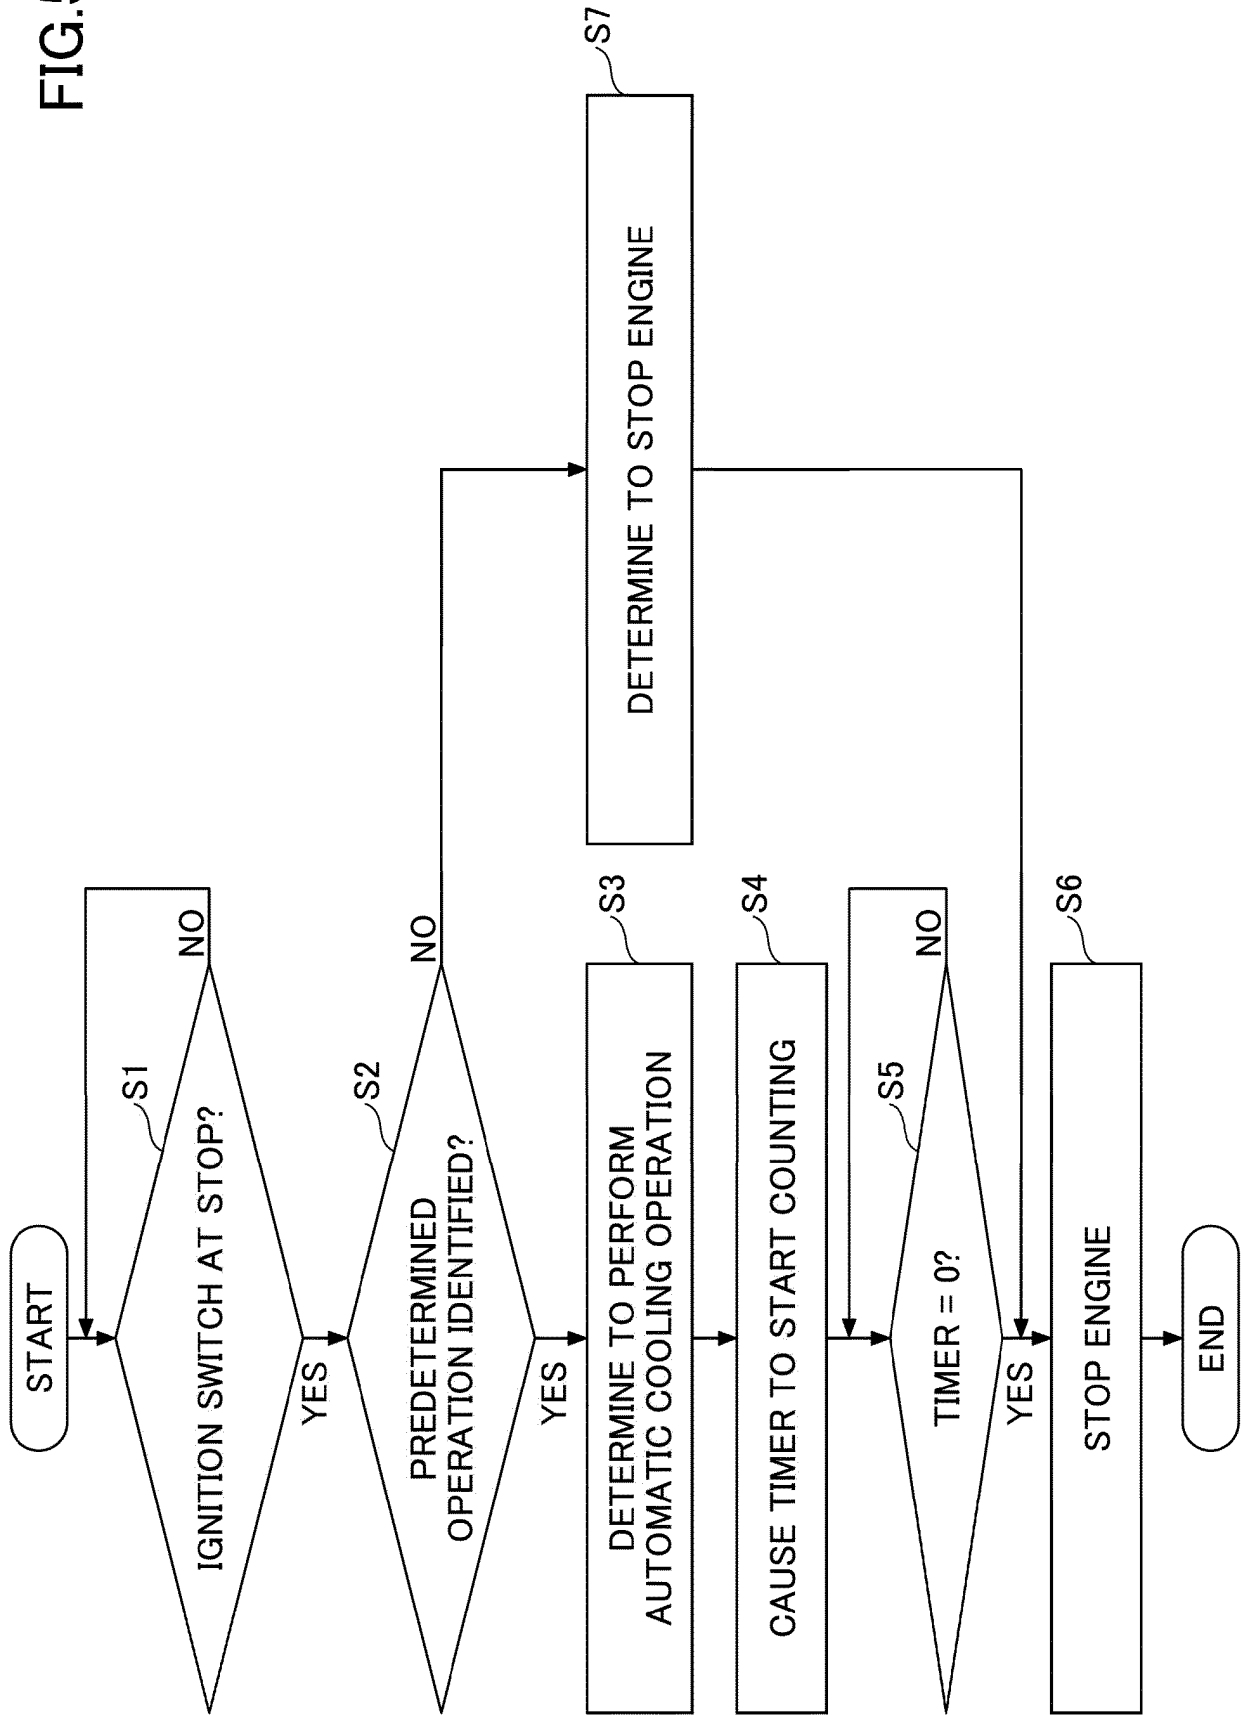 FIG.5
START
S1
IGNITION SWITCH AT STOP?
NO
YES
S2
PREDETERMINED
OPERATION IDENTIFIED?
NO
YES
S3
DETERMINE TO PERFORM
AUTOMATIC COOLING OPERATION
S7
DETERMINE TO STOP ENGINE
S4
CAUSE TIMER TO START COUNTING
S5
TIMER = 0?
NO
YES
S6
STOP ENGINE
END